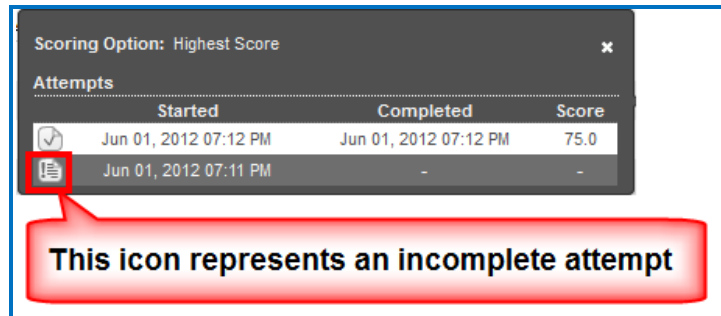 Scoring Option: Highest Score
Attempts
Started Completed Score
Jun 01, 2012 07:12 PM Jun 01, 2012 07:12 PM 75.0
Jun 01, 2012 07:11 PM - -
This icon represents an incomplete attempt